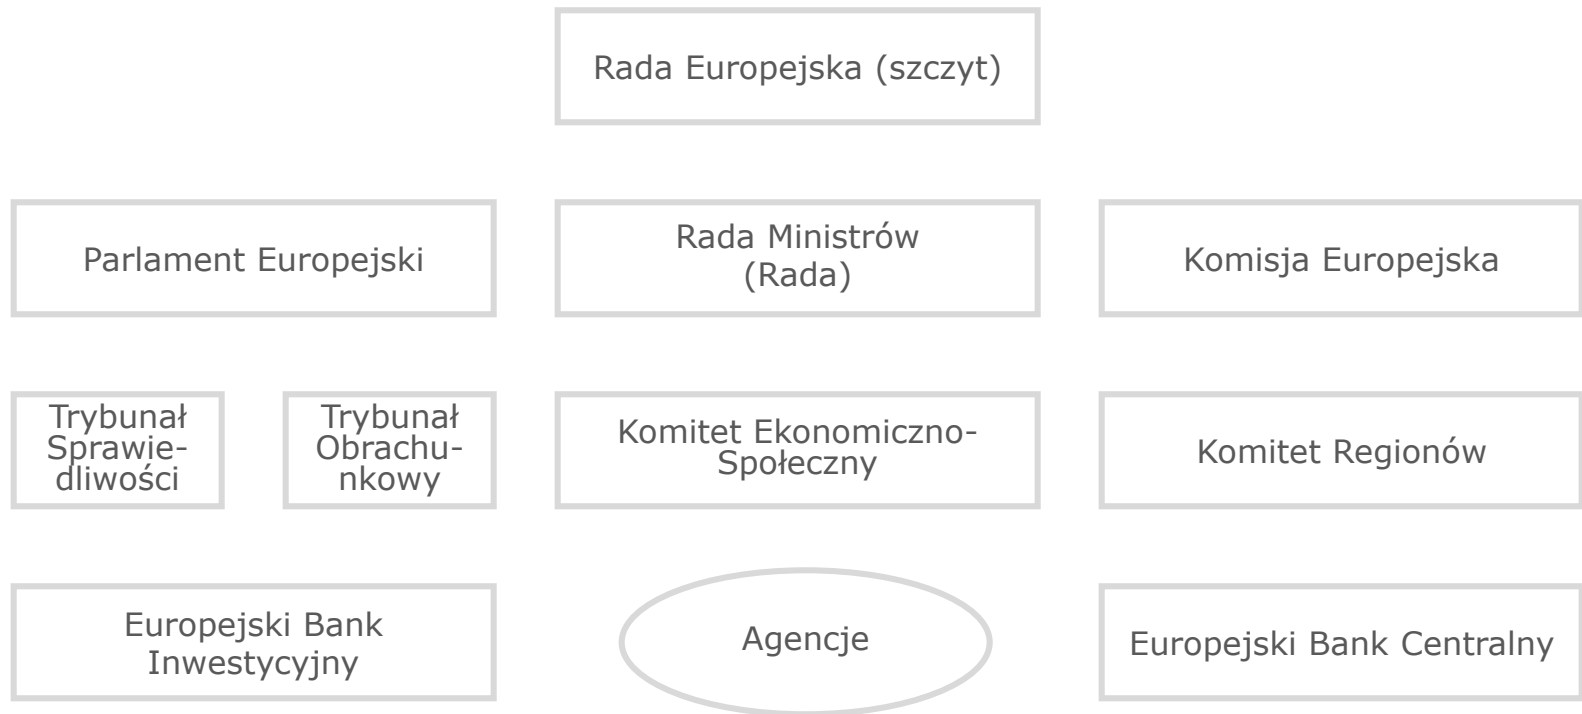 Rada Europejska (szczyt)
Parlament Europejski
Rada Ministrów
(Rada)
Komisja Europejska
Trybunał
Sprawie-
dliwości
Trybunał
Obrachu-
nkowy
Komitet Ekonomiczno-
Społeczny
Komitet Regionów
Europejski Bank
Inwestycyjny
Agencje
Europejski Bank Centralny